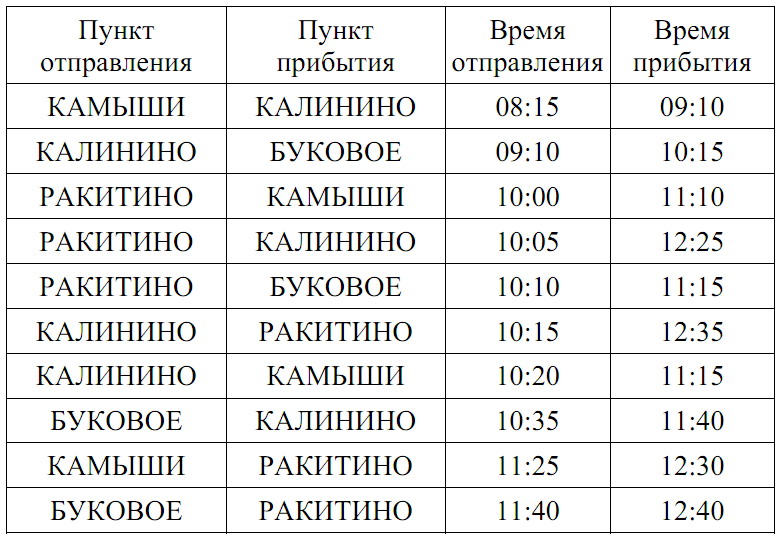 Пункт отправления Пункт прибытия Время отправления Время прибытия
КАМЫШИ КАЛИНИНО 08:15 09:10
КАЛИНИНО БУКОВОЕ 09:10 10:15
РАКИТИНО КАМЫШИ 10:00 11:10
РАКИТИНО КАЛИНИНО 10:05 12:25
РАКИТИНО БУКОВОЕ 10:10 11:15
КАЛИНИНО РАКИТИНО 10:15 12:35
КАЛИНИНО КАМЫШИ 10:20 11:15
БУКОВОЕ КАЛИНИНО 10:35 11:40
КАМЫШИ РАКИТИНО 11:25 12:30
БУКОВОЕ РАКИТИНО 11:40 12:40